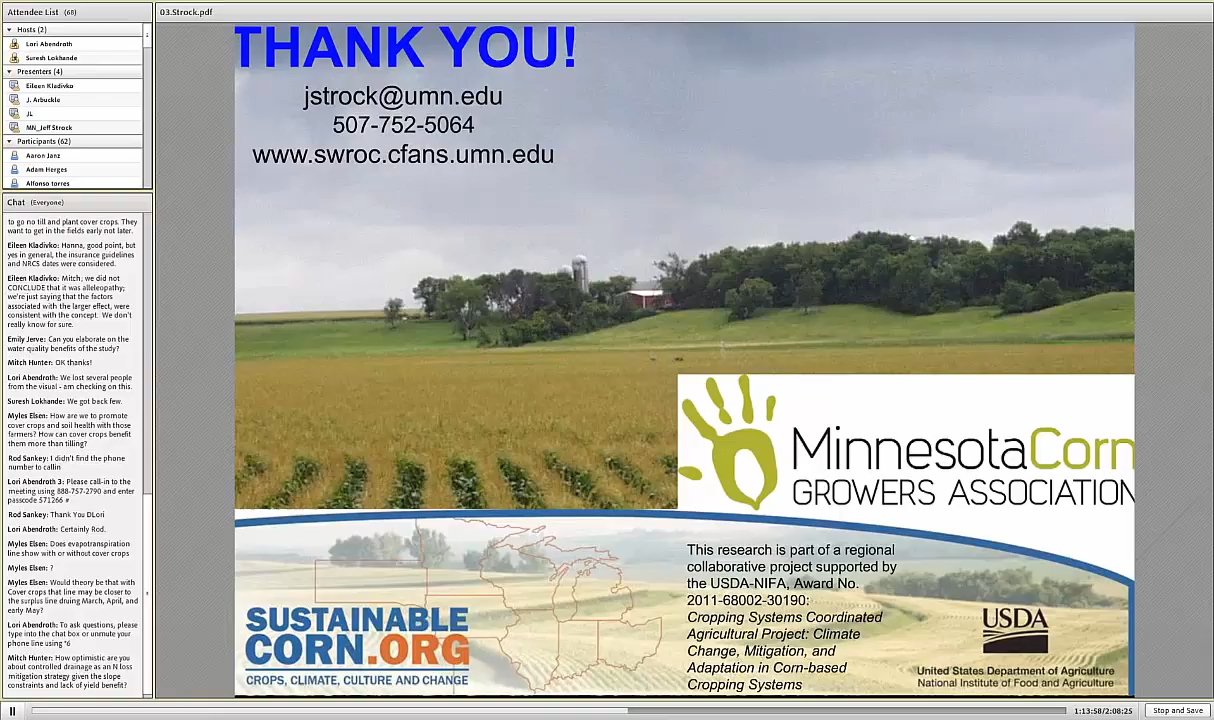 Attendee List (68)
Hosts (2)
Lori Abendroth
Suresh Lokhande
Presenters (4)
Eileen Kladivko
J. Arbuckle
JL
MN_Jeff Strock
Participants (62)
Aaron Janz
Adam Herges
Alfonso torres
Chat (Everyone)
to go no till and plant cover crops. They
want to get in the fields early not later.
Eileen Kladivko: Hanna, good point, but
yes in general, the insurance guidelines
and NRCS dates were considered.
Eileen Kladivko: Mitch; we did not
CONCLUDE that it was alleleopathy;
we're just saying that the factors
associated with the larger effect, were
consistent with the concept. We don't
really know for sure.
Emily Jerve: Can you elaborate on the
water quality benefits of the study?
Mitch Hunter: OK thanks!
Lori Abendroth: We lost several people
from the visual - am checking on this.
Suresh Lokhande: We got back few.
Myles Elsen: How are we to promote
cover crops and soil health with those
farmers? How can cover crops benefit
them more than tilling?
Rod Sankey: I didn't find the phone
number to callin
Lori Abendroth 3: Please call-in to the
meeting using 888-757-2790 and enter
passcode 571266 #
Rod Sankey: Thank You DLori
Lori Abendroth: Certainly Rod.
Myles Elsen: Does evapotranspiration
line show with or without cover crops
Myles Elsen: ?
Myles Elsen: Would theory be that with
Cover crops that line may be closer to
the surplus line druing March, April, and
early May?
Lori Abendroth: To ask questions, please
type into the chat box or unmute your
phone line using *6
Mitch Hunter: How optimistic are you
about controlled drainage as an N loss
mitigation strategy given the slope
constraints and lack of yield benefit?
03.Strock.pdf
THANK YOU!
jstrock@umn.edu
507-752-5064
www.swroc.cfans.umn.edu
MinnesotaCorn
GROWERS ASSOCIATION
SUSTAINABLE
CORN.ORG
CROPS, CLIMATE, CULTURE AND CHANGE
This research is part of a regional
collaborative project supported by
the USDA-NIFA, Award No.
2011-68002-30190:
Cropping Systems Coordinated
Agricultural Project: Climate
Change, Mitigation, and
Adaptation in Corn-based
Cropping Systems
USDA
United States Department of Agriculture
National Institute of Food and Agriculture
1:13:58/2:08:25
Stop and Save